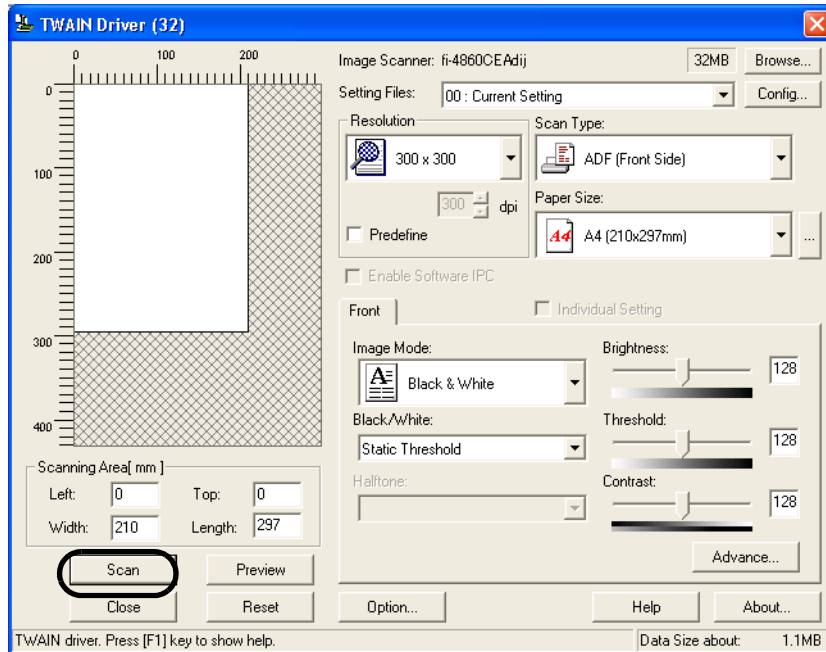 TWAIN Driver (32)
0 100 200
0
100
200
300
400
Image Scanner: fi-4860CEAdij 32MB Browse...
Setting Files: 00 : Current Setting Config...
Resolution
300 x 300
300 dpi
Predefine
Scan Type:
ADF (Front Side)
Paper Size:
A4 A4 (210x297mm) ...
Enable Software IPC
Front Individual Setting
Image Mode:
A Black & White
Black/White:
Static Threshold
Halftone:
Brightness:
128
Threshold:
128
Contrast:
128
Advance...
Scanning Area[ mm ]
Left: 0 Top: 0
Width: 210 Length: 297
Scan Preview
Close Reset Option... Help About...
TWAIN driver. Press [F1] key to show help. Data Size about: 1.1MB